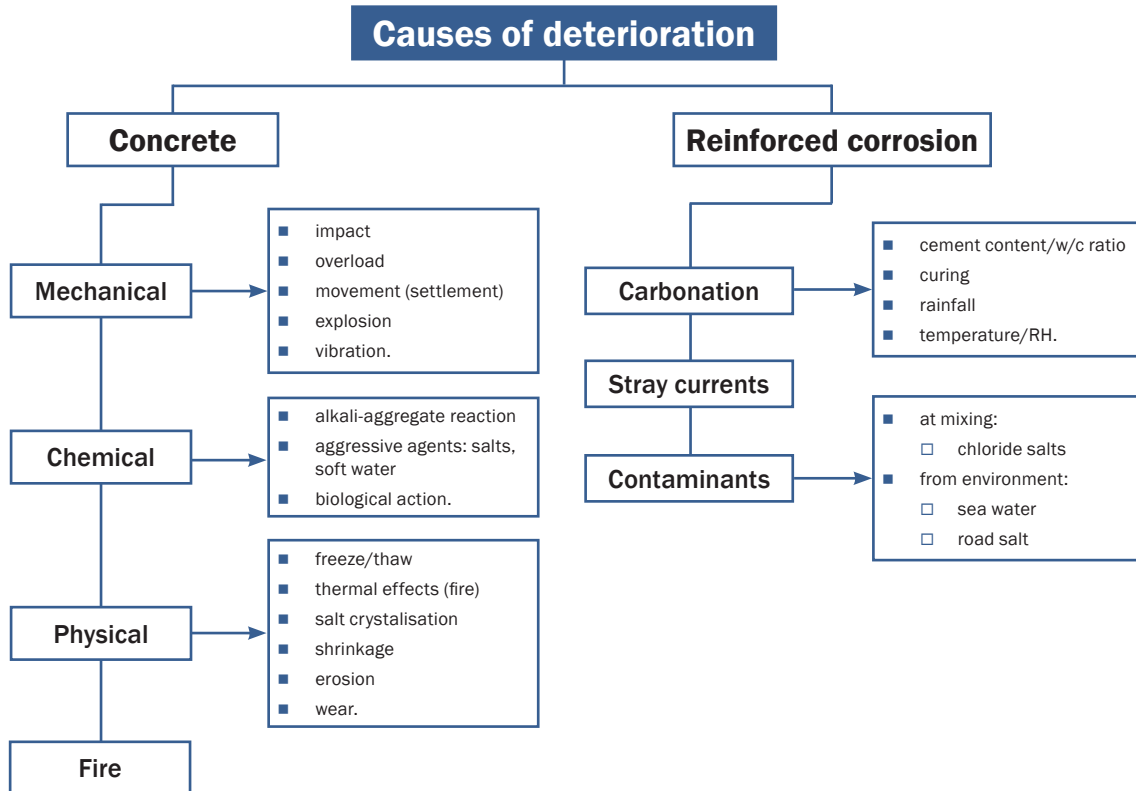 Causes of deterioration
Concrete
Mechanical
impact
overload
movement (settlement)
explosion
vibration.
Chemical
alkali-aggregate reaction
aggressive agents: salts,
soft water
biological action.
Physical
freeze/thaw
thermal effects (fire)
salt crystalisation
shrinkage
erosion
wear.
Fire
Reinforced corrosion
Carbonation
cement content/w/c ratio
curing
rainfall
temperature/RH.
Stray currents
Contaminants
at mixing:
chloride salts
from environment:
sea water
road salt